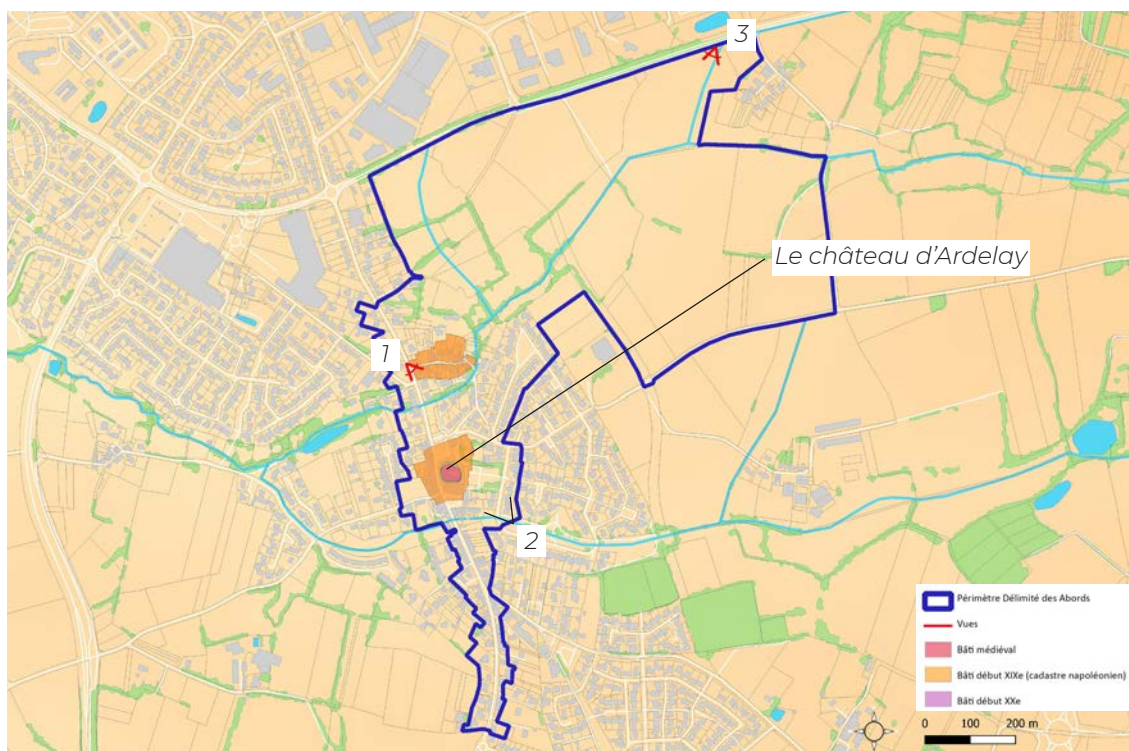 3
Le château d'Ardelay
1
2
Périmètre Délimité des Abords
Vues
Bâti médiéval
Bâti début XIXe (cadastre napoléonien)
Bâti début XXe
0 100 200 m